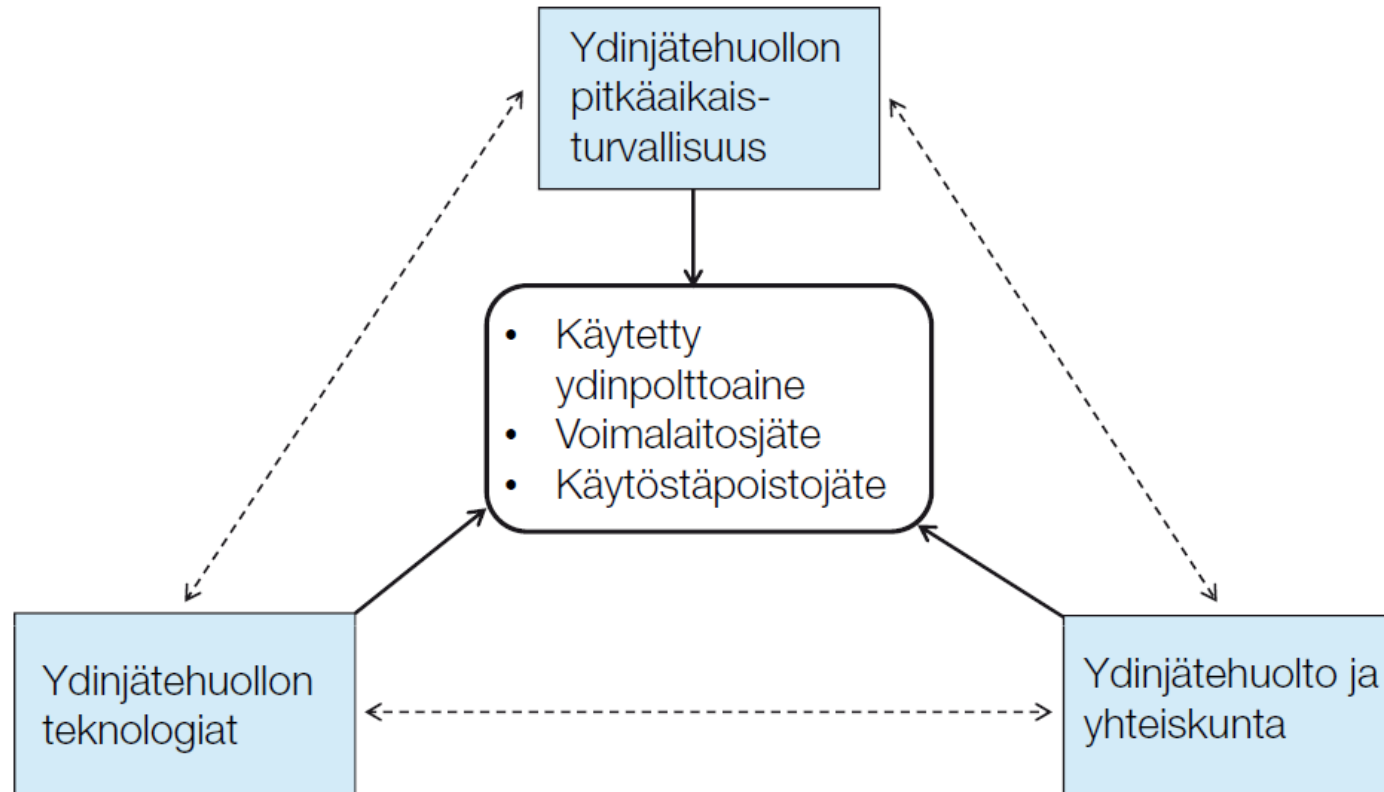 Ydinjätehuollon
pitkäaikais-
turvallisuus
• Käytetty
ydinpolttoaine
• Voimalaitosjäte
• Käytöstäpoistojäte
Ydinjätehuollon
teknologiat
Ydinjätehuolto ja
yhteiskunta